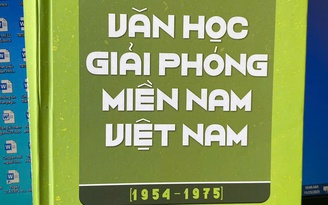 VĂN HỌC
GIẢI PHÓNG
MIỀN NAM
VIỆT NAM
[1954-1975]